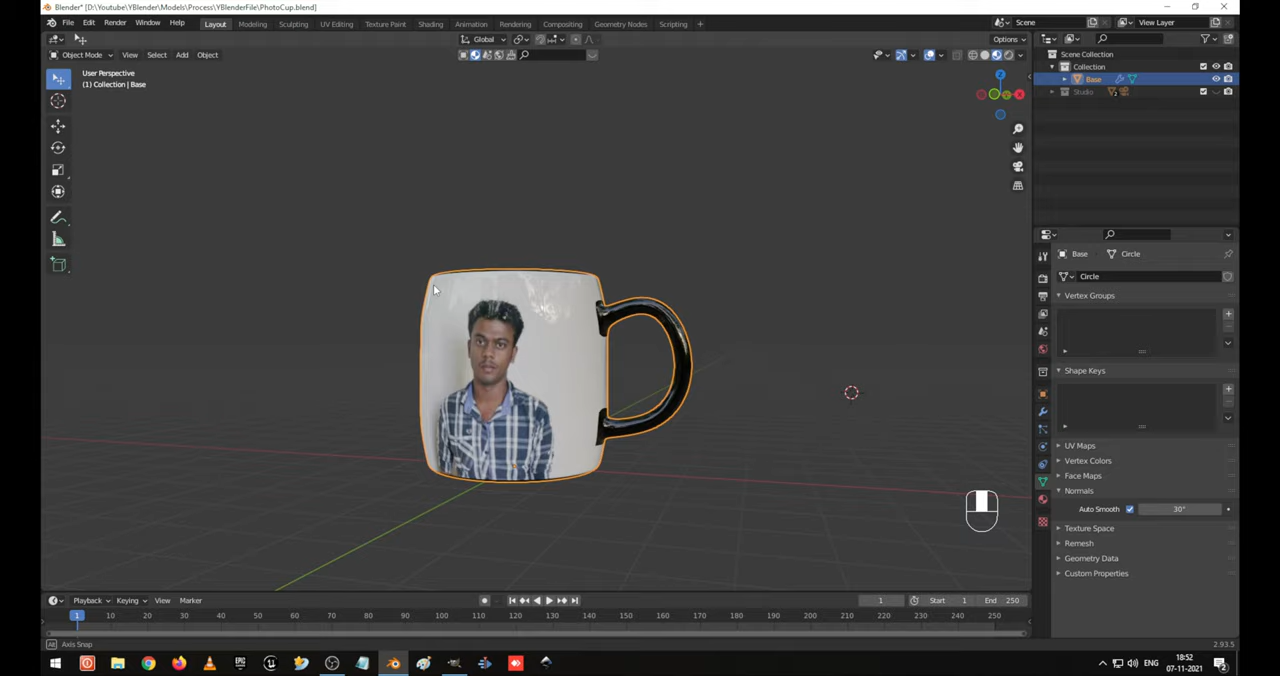 Blender* [D:\Youtube\YBlender\Models\Process\YBlenderFile\PhotoCup.blend]
File Edit Render Window Help Layout Modeling Sculpting UV Editing Texture Paint Shading Animation Rendering Compositing Geometry Nodes Scripting + Scene View Layer
Global Options
Object Mode View Select Add Object
User Perspective
(1) Collection | Base
Scene Collection
Collection
Base
Studio
Z
X
Base Circle
Circle
Vertex Groups
Shape Keys
UV Maps
Vertex Colors
Face Maps
Normals
Auto Smooth 30°
Texture Space
Remesh
Geometry Data
Custom Properties
Playback Keying View Marker 1 Start 1 End 250
1 10 20 30 40 50 60 70 80 90 100 110 120 130 140 150 160 170 180 190 200 210 220 230 240 250
Axis Snap 2.93.5
ENG 18:52
07-11-2021